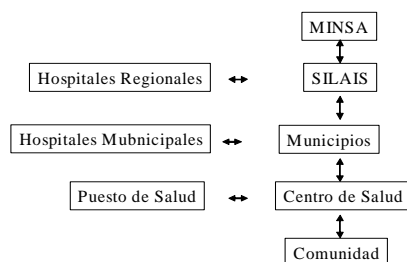 MINSA
Hospitales Regionales
SILAIS
Hospitales Mubnicipales
Municipios
Puesto de Salud
Centro de Salud
Comunidad